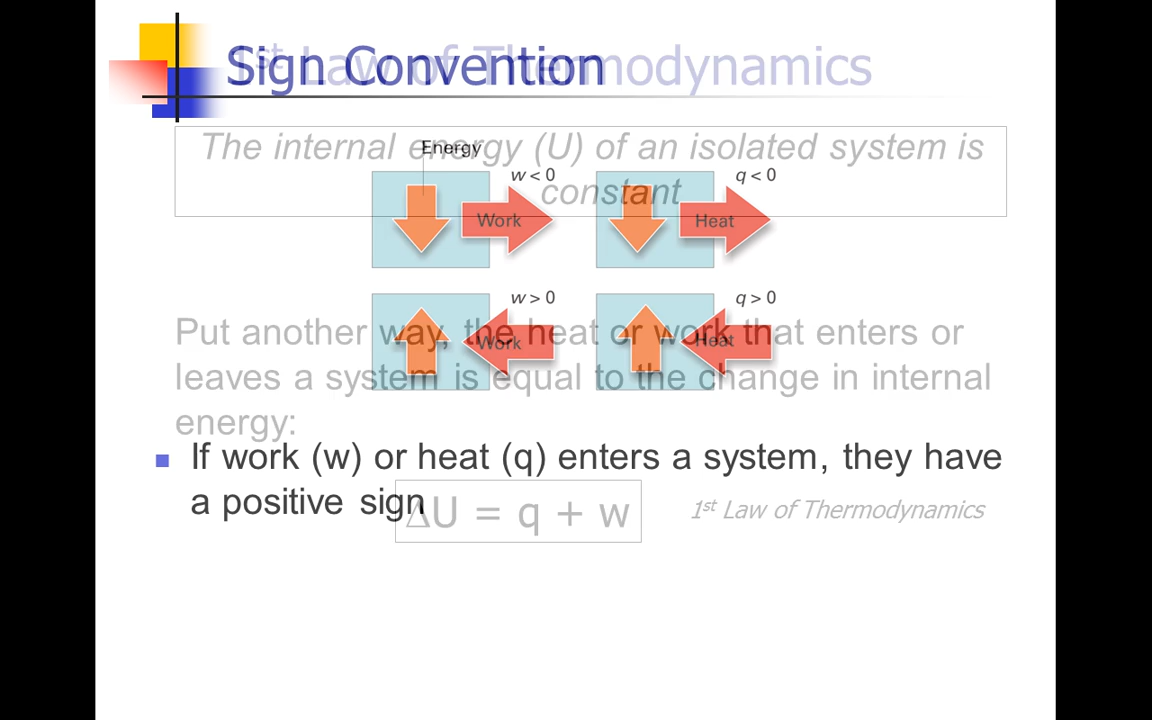 Sign Convention
1st Law of Thermodynamics
The internal energy (U) of an isolated system is
constant
Energy
w < 0
q < 0
Work
Heat
w > 0
q > 0
Work
Heat
Put another way, the heat or work that enters or
leaves a system is equal to the change in internal
energy:
If work (w) or heat (q) enters a system, they have
a positive sign
ΔU = q + w
1st Law of Thermodynamics